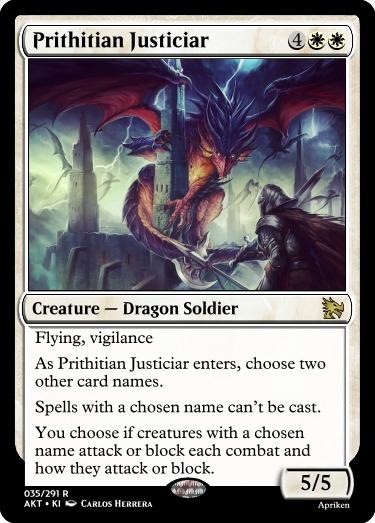 Prithitian Justiciar 4
Creature — Dragon Soldier
Flying, vigilance
As Prithitian Justiciar enters, choose two
other card names.
Spells with a chosen name can't be cast.
You choose if creatures with a chosen
name attack or block each combat and
how they attack or block.
5/5
035/291 R
AKT • KI Carlos Herrera
Apriken